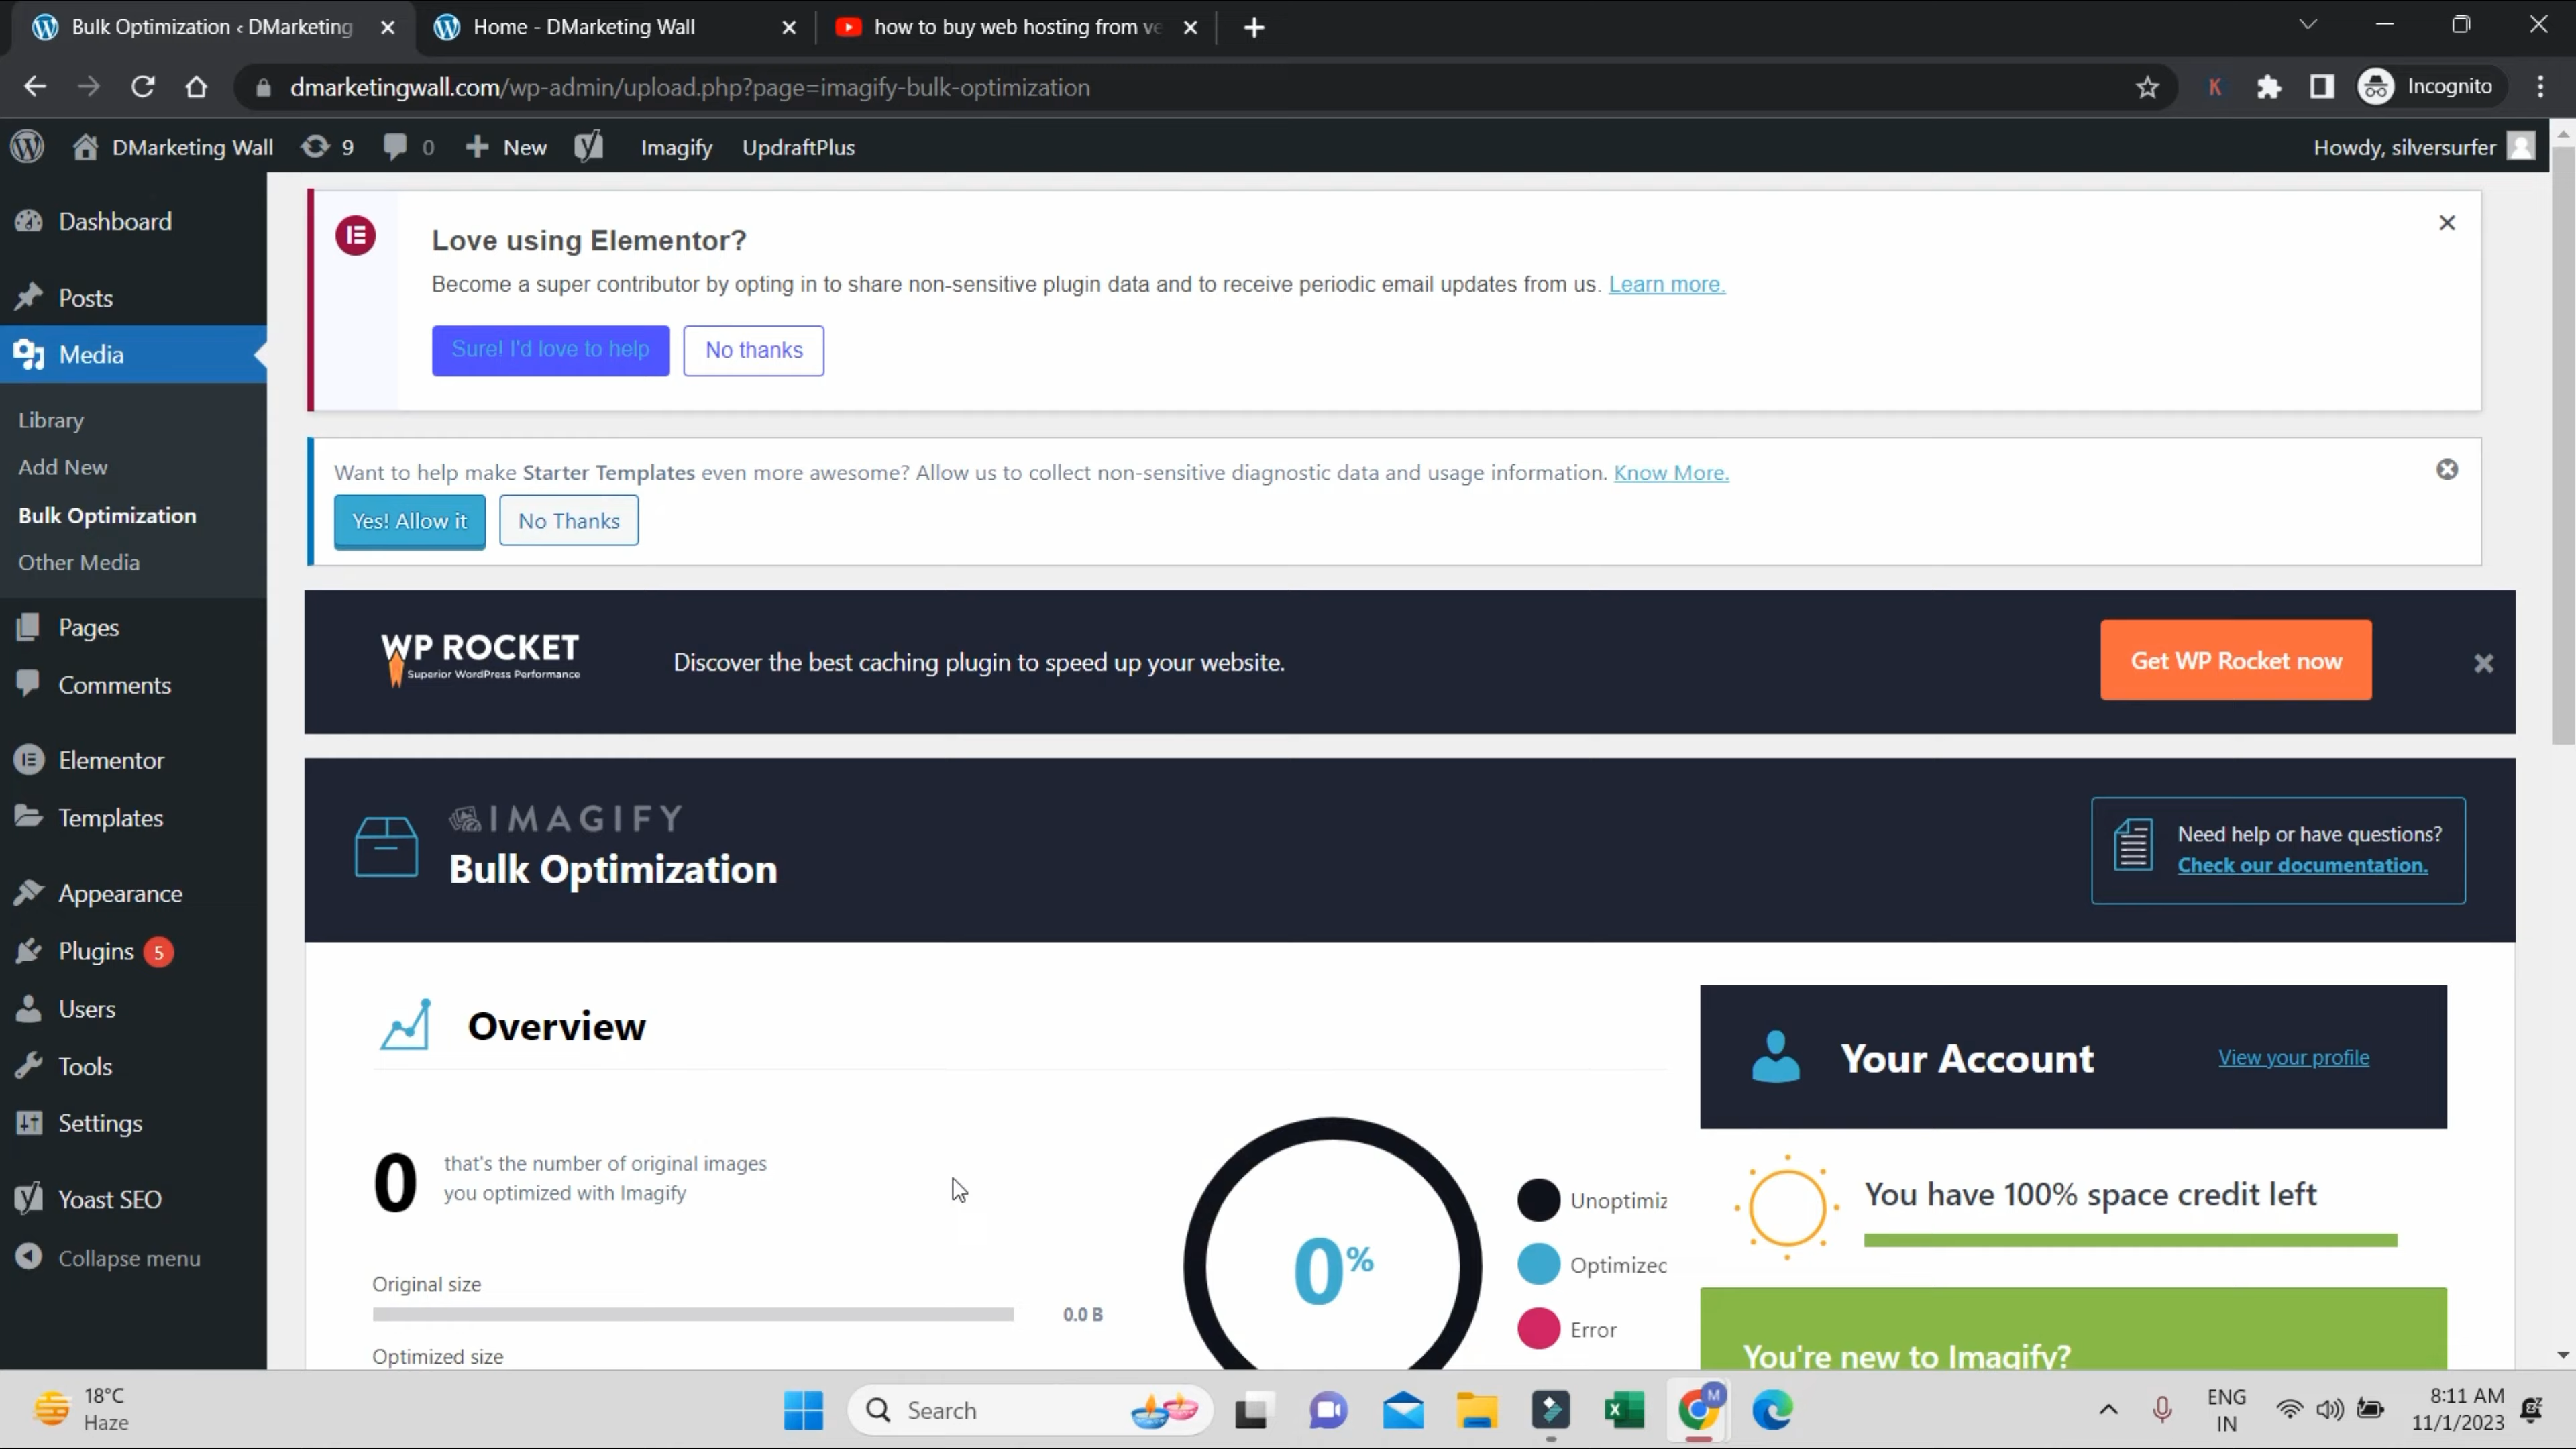 Bulk Optimization ‹ DMarketing
Home - DMarketing Wall
how to buy web hosting from ve
dmarketingwall.com/wp-admin/upload.php?page=imagify-bulk-optimization
K
Incognito
DMarketing Wall
9
0
New
Imagify
UpdraftPlus
Howdy, silversurfer
Dashboard
Posts
Media
Library
Add New
Bulk Optimization
Other Media
Pages
Comments
Elementor
Templates
Appearance
Plugins 5
Users
Tools
Settings
Yoast SEO
Collapse menu
Love using Elementor?
Become a super contributor by opting in to share non-sensitive plugin data and to receive periodic email updates from us. Learn more.
Sure! I'd love to help
No thanks
Want to help make Starter Templates even more awesome? Allow us to collect non-sensitive diagnostic data and usage information. Know More.
Yes! Allow it
No Thanks
WP ROCKET
Superior WordPress Performance
Discover the best caching plugin to speed up your website.
Get WP Rocket now
IMAGIFY
Bulk Optimization
Need help or have questions?
Check our documentation.
Overview
0
that's the number of original images
you optimized with Imagify
Original size
0.0 B
Optimized size
0%
Unoptimiz
Optimized
Error
Your Account
View your profile
You have 100% space credit left
You're new to Imagify?
18°C
Haze
Search
M
ENG
IN
8:11 AM
11/1/2023